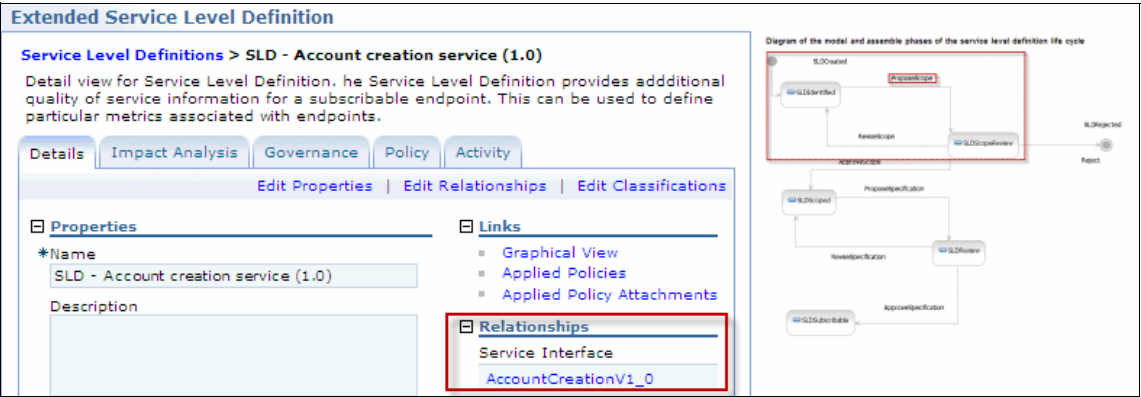 Extended Service Level Definition
Service Level Definitions > SLD - Account creation service (1.0)
Detail view for Service Level Definition. he Service Level Definition provides addditional
quality of service information for a subscribable endpoint. This can be used to define
particular metrics associated with endpoints.
Details
Impact Analysis
Governance
Policy
Activity
Edit Properties | Edit Relationships | Edit Classifications
Properties
*Name
SLD - Account creation service (1.0)
Description
Links
Graphical View
Applied Policies
Applied Policy Attachments
Relationships
Service Interface
AccountCreationV1_0
Diagram of the model and assemble phases of the service level definition life cycle
SLDCreated
ProposeScope
SLDIdentified
ReviseScope
SLDScopeReview
SLDRejected
Reject
ApproveScope
SLDScoped
ProposeSpecification
SLDReview
ReviseSpecification
ApproveSpecification
SLDSubscribable